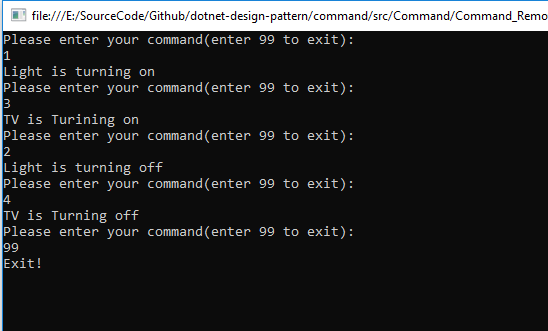 file:///E:/SourceCode/Github/dotnet-design-pattern/command/src/Command/Command_Remo
Please enter your command(enter 99 to exit):
1
Light is turning on
Please enter your command(enter 99 to exit):
3
TV is Turining on
Please enter your command(enter 99 to exit):
2
Light is turning off
Please enter your command(enter 99 to exit):
4
TV is Turning off
Please enter your command(enter 99 to exit):
99
Exit!